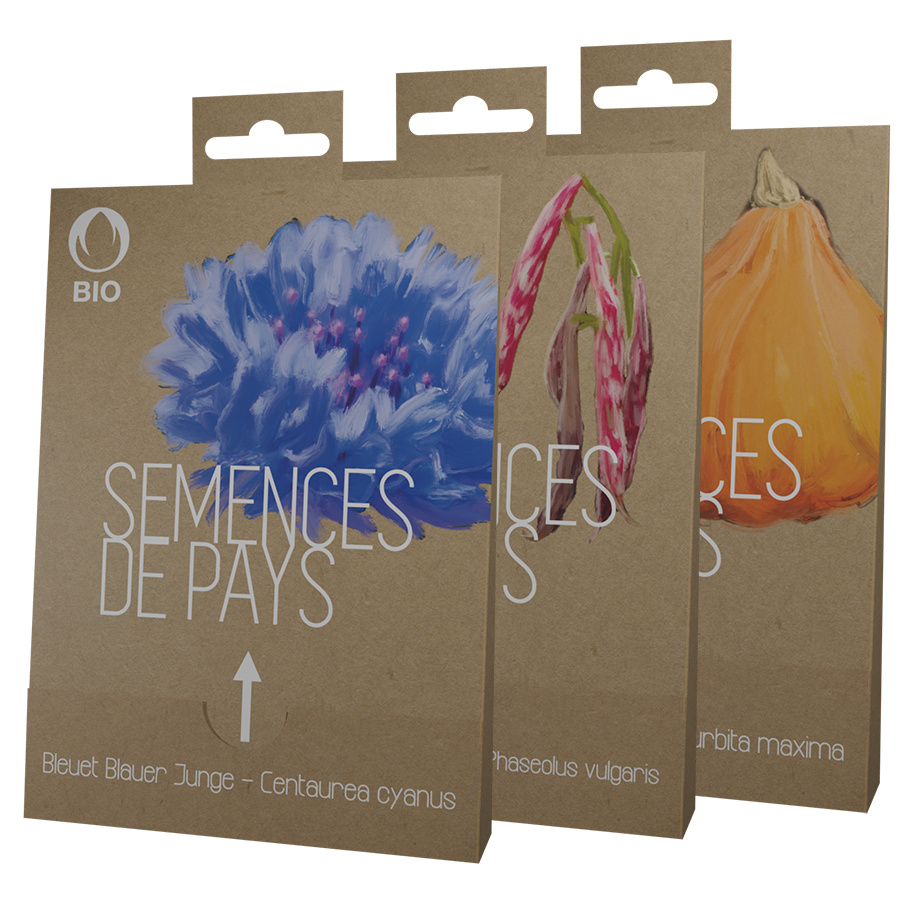 BIO
SEMENCES
DE PAYS
Bleuet Blauer Junge – Centaurea cyanus
CES
S
Phaseolus vulgaris
CES
S
urbita maxima